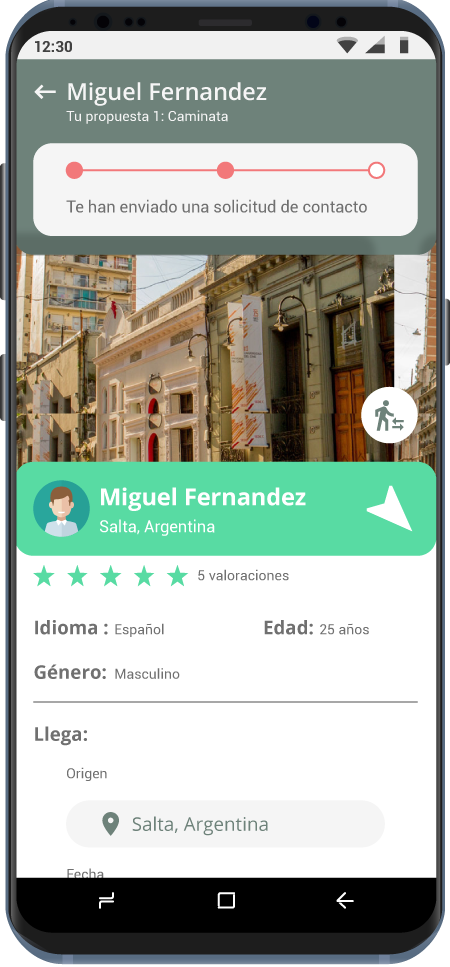 12:30
Miguel Fernandez
Tu propuesta 1: Caminata
Te han enviado una solicitud de contacto
Miguel Fernandez
Salta, Argentina
5 valoraciones
Idioma : Español
Edad: 25 años
Género: Masculino
Llega:
Origen
Salta, Argentina
Fecha